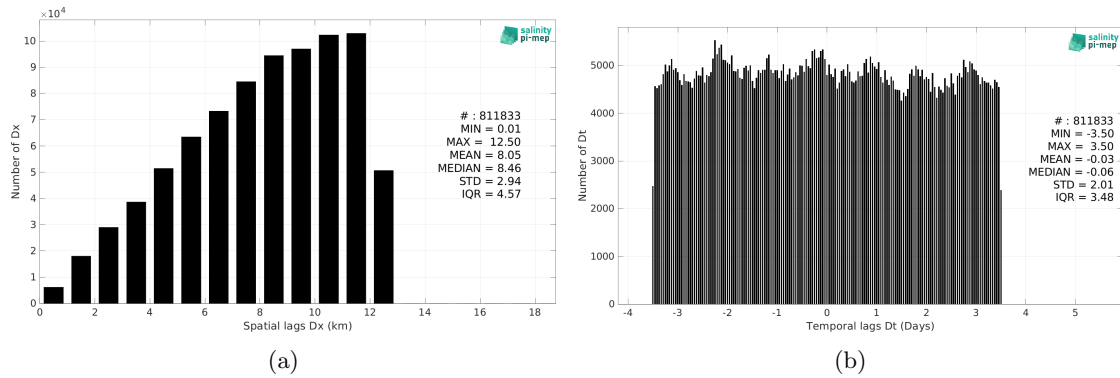 ×10⁴
10
9
8
7
6
5
4
3
2
1
0
Number of Dx
0 2 4 6 8 10 12 14 16 18
Spatial lags Dx (km)
salinity
pi-mep
# : 811833
MIN = 0.01
MAX = 12.50
MEAN = 8.05
MEDIAN = 8.46
STD = 2.94
IQR = 4.57
(a)
5000
4000
3000
2000
1000
0
Number of Dt
-4 -3 -2 -1 0 1 2 3 4 5
Temporal lags Dt (Days)
salinity
pi-mep
# : 811833
MIN = -3.50
MAX = 3.50
MEAN = -0.03
MEDIAN = -0.06
STD = 2.01
IQR = 3.48
(b)